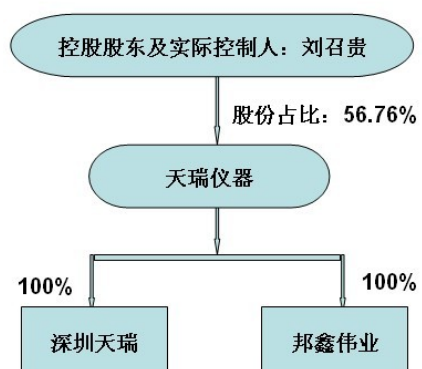 控股股东及实际控制人：刘召贵
股份占比：56.76%
天瑞仪器
100%
100%
深圳天瑞
邦鑫伟业